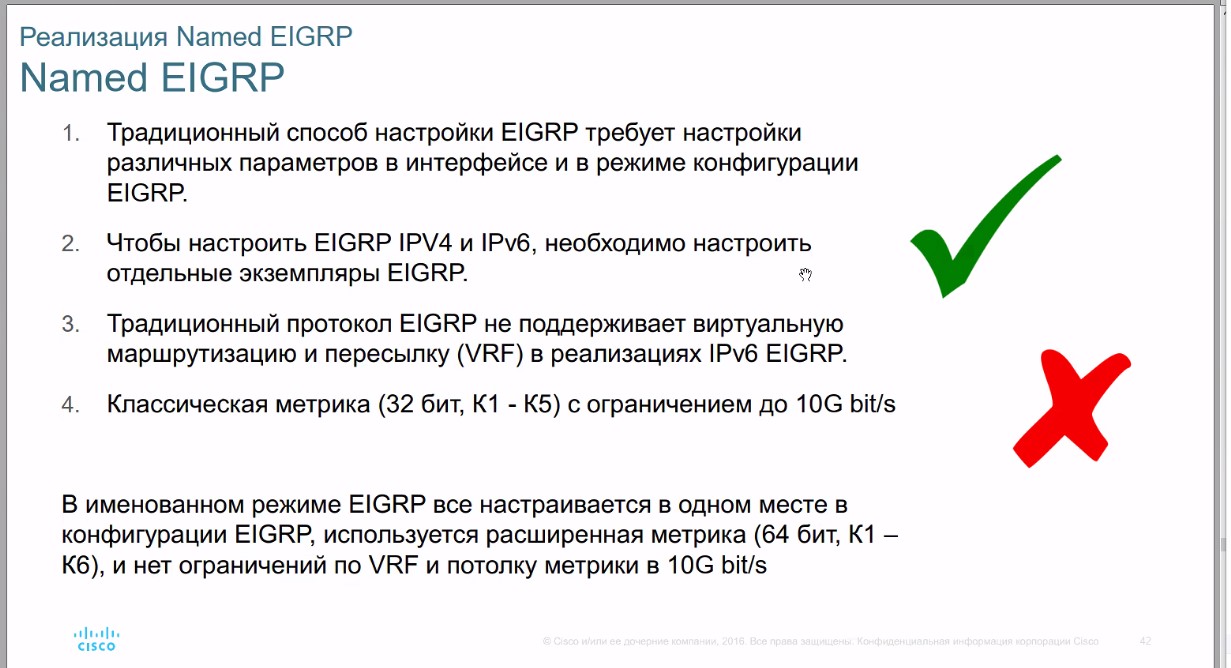 Реализация Named EIGRP
Named EIGRP
1. Традиционный способ настройки EIGRP требует настройки
различных параметров в интерфейсе и в режиме конфигурации
EIGRP.
2. Чтобы настроить EIGRP IPV4 и IPv6, необходимо настроить
отдельные экземпляры EIGRP.
3. Традиционный протокол EIGRP не поддерживает виртуальную
маршрутизацию и пересылку (VRF) в реализациях IPv6 EIGRP.
4. Классическая метрика (32 бит, К1 - К5) с ограничением до 10G bit/s
В именованном режиме EIGRP все настраивается в одном месте в
конфигурации EIGRP, используется расширенная метрика (64 бит, К1 –
К6), и нет ограничений по VRF и потолку метрики в 10G bit/s
CISCO
© Cisco и/или ее дочерние компании, 2016. Все права защищены. Конфиденциальная информация корпорации Cisco 42